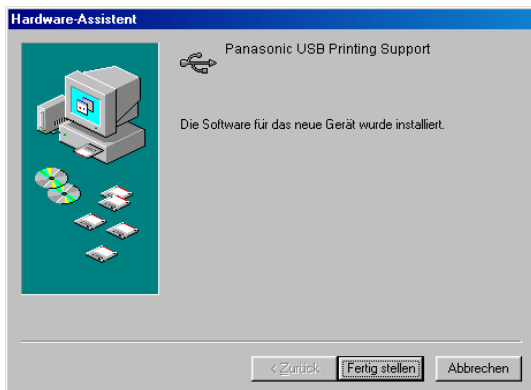 Hardware-Assistent
Panasonic USB Printing Support
Die Software für das neue Gerät wurde installiert.
< Zurück
Fertig stellen
Abbrechen